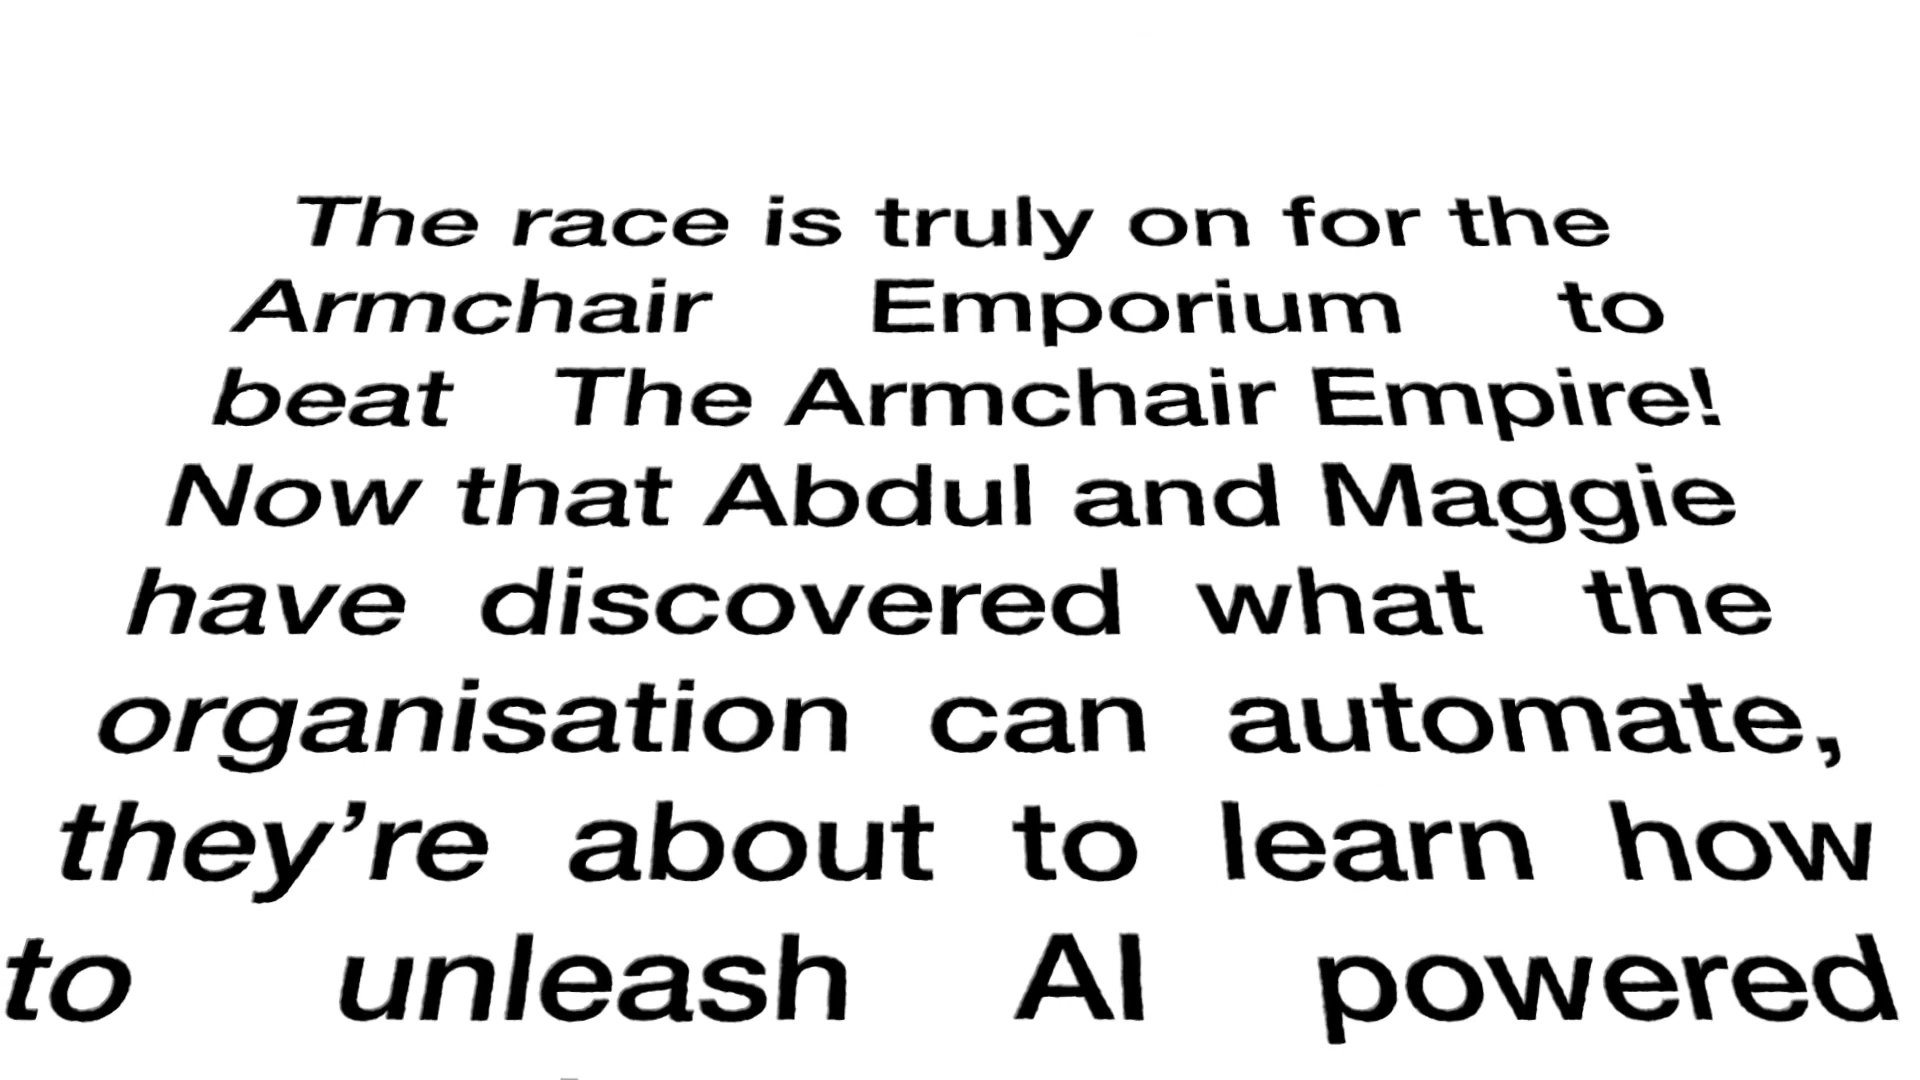 The race is truly on for the
Armchair Emporium to
beat The Armchair Empire!
Now that Abdul and Maggie
have discovered what the
organisation can automate,
they’re about to learn how
to unleash AI powered